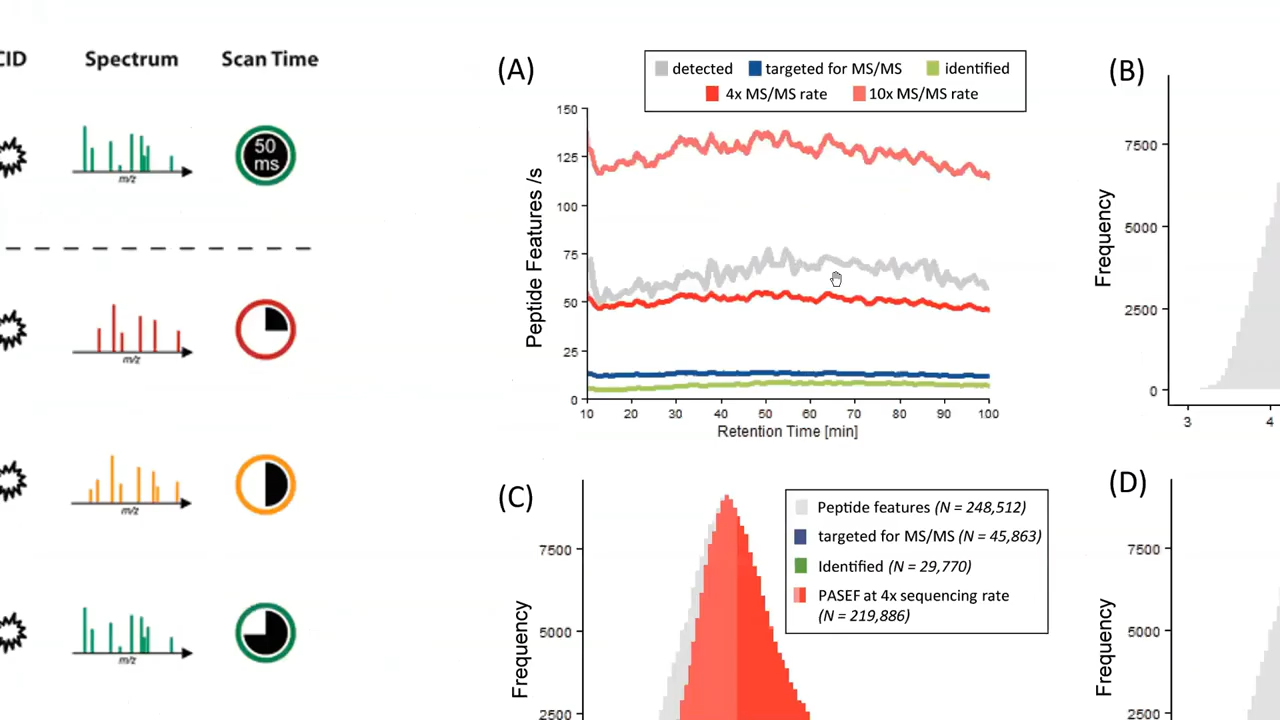 CID
Spectrum
Scan Time
50
ms
m/z
m/z
m/z
m/z
(A)
detected
targeted for MS/MS
identified
4x MS/MS rate
10x MS/MS rate
Peptide Features /s
150
125
100
75
50
25
0
10 20 30 40 50 60 70 80 90 100
Retention Time [min]
(B)
Frequency
7500
5000
2500
0
3 4
(C)
Frequency
7500
5000
2500
Peptide features (N = 248,512)
targeted for MS/MS (N = 45,863)
Identified (N = 29,770)
PASEF at 4x sequencing rate
(N = 219,886)
(D)
Frequency
7500
5000
2500